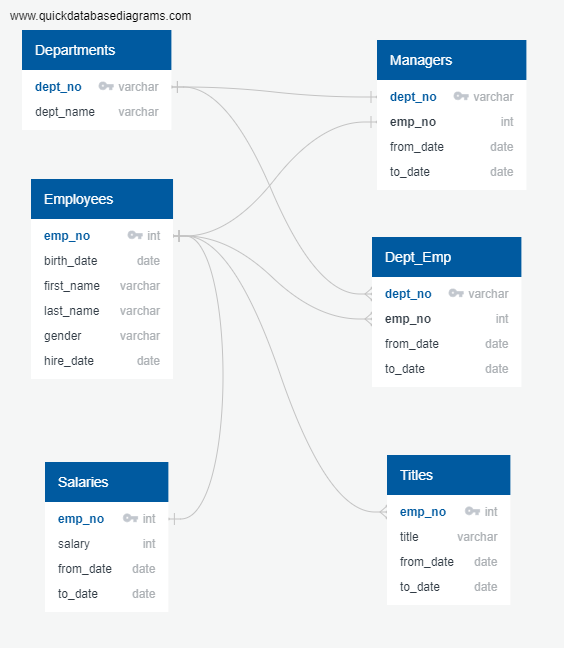 www.quickdatabasediagrams.com
Departments
dept_no varchar
dept_name varchar
Managers
dept_no varchar
emp_no int
from_date date
to_date date
Employees
emp_no int
birth_date date
first_name varchar
last_name varchar
gender varchar
hire_date date
Dept_Emp
dept_no varchar
emp_no int
from_date date
to_date date
Salaries
emp_no int
salary int
from_date date
to_date date
Titles
emp_no int
title varchar
from_date date
to_date date